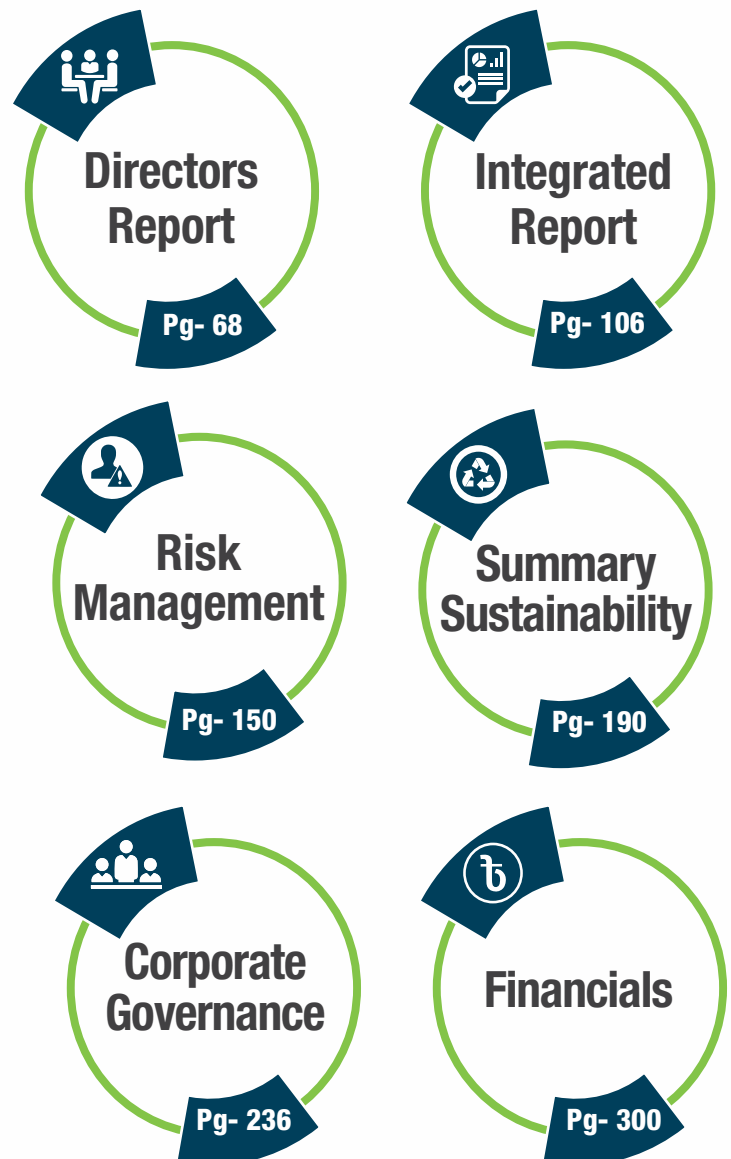 Directors
Report
Pg- 68
Integrated
Report
Pg- 106
Risk
Management
Pg- 150
Summary
Sustainability
Pg- 190
Corporate
Governance
Pg- 236
৳
Financials
Pg- 300